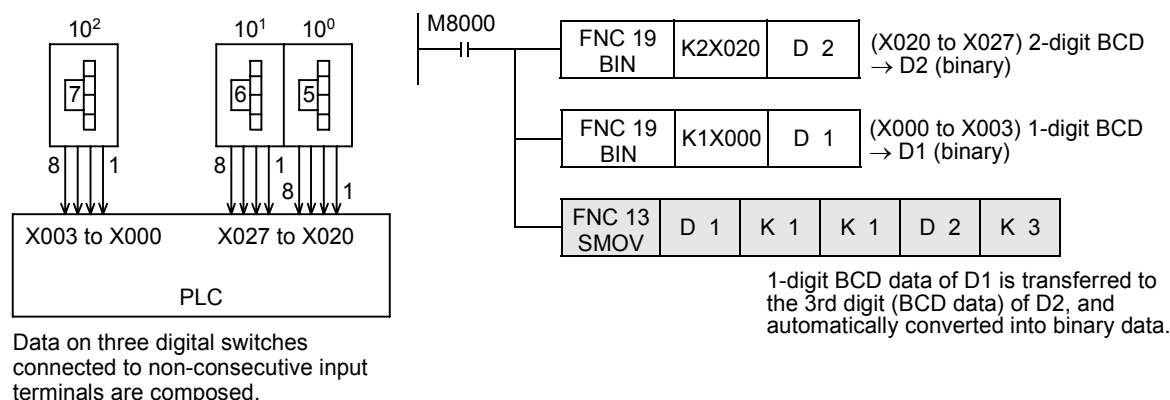 10² 10¹ 10⁰
7 6 5
8 1 8 1
8 1
X003 to X000 X027 to X020
PLC
Data on three digital switches
connected to non-consecutive input
terminals are composed.
M8000
FNC 19
BIN
K2X020
D 2
(X020 to X027) 2-digit BCD
→ D2 (binary)
FNC 19
BIN
K1X000
D 1
(X000 to X003) 1-digit BCD
→ D1 (binary)
FNC 13
SMOV
D 1
K 1
K 1
D 2
K 3
1-digit BCD data of D1 is transferred to
the 3rd digit (BCD data) of D2, and
automatically converted into binary data.